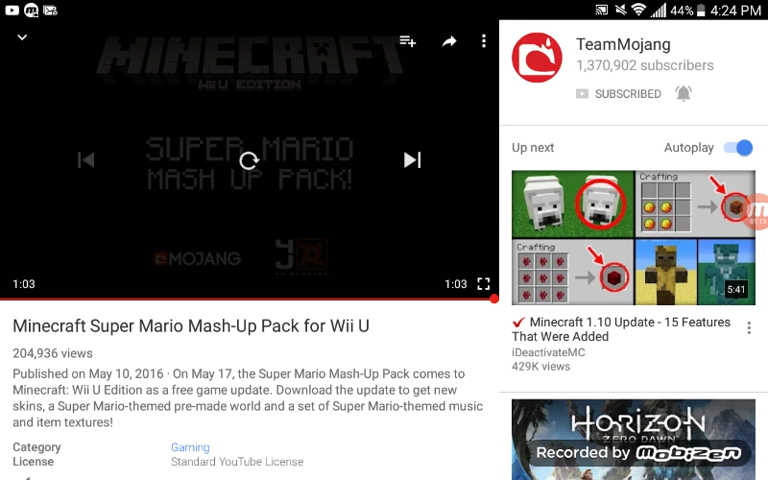 44% 4:24 PM
MINECRAFT
Wii U EDITION
SUPER MARIO
MASH UP PACK!
MOJANG
1:03
1:03
Minecraft Super Mario Mash-Up Pack for Wii U
204,936 views
Published on May 10, 2016 · On May 17, the Super Mario Mash-Up Pack comes to
Minecraft: Wii U Edition as a free game update. Download the update to get new
skins, a Super Mario-themed pre-made world and a set of Super Mario-themed music
and item textures!
Category Gaming
License Standard YouTube License
TeamMojang
1,370,902 subscribers
SUBSCRIBED
Up next Autoplay
Crafting
Crafting
01:13
5:41
Minecraft 1.10 Update - 15 Features
That Were Added
iDeactivateMC
429K views
HORIZON
ZERO DAWN
Recorded by mobizen